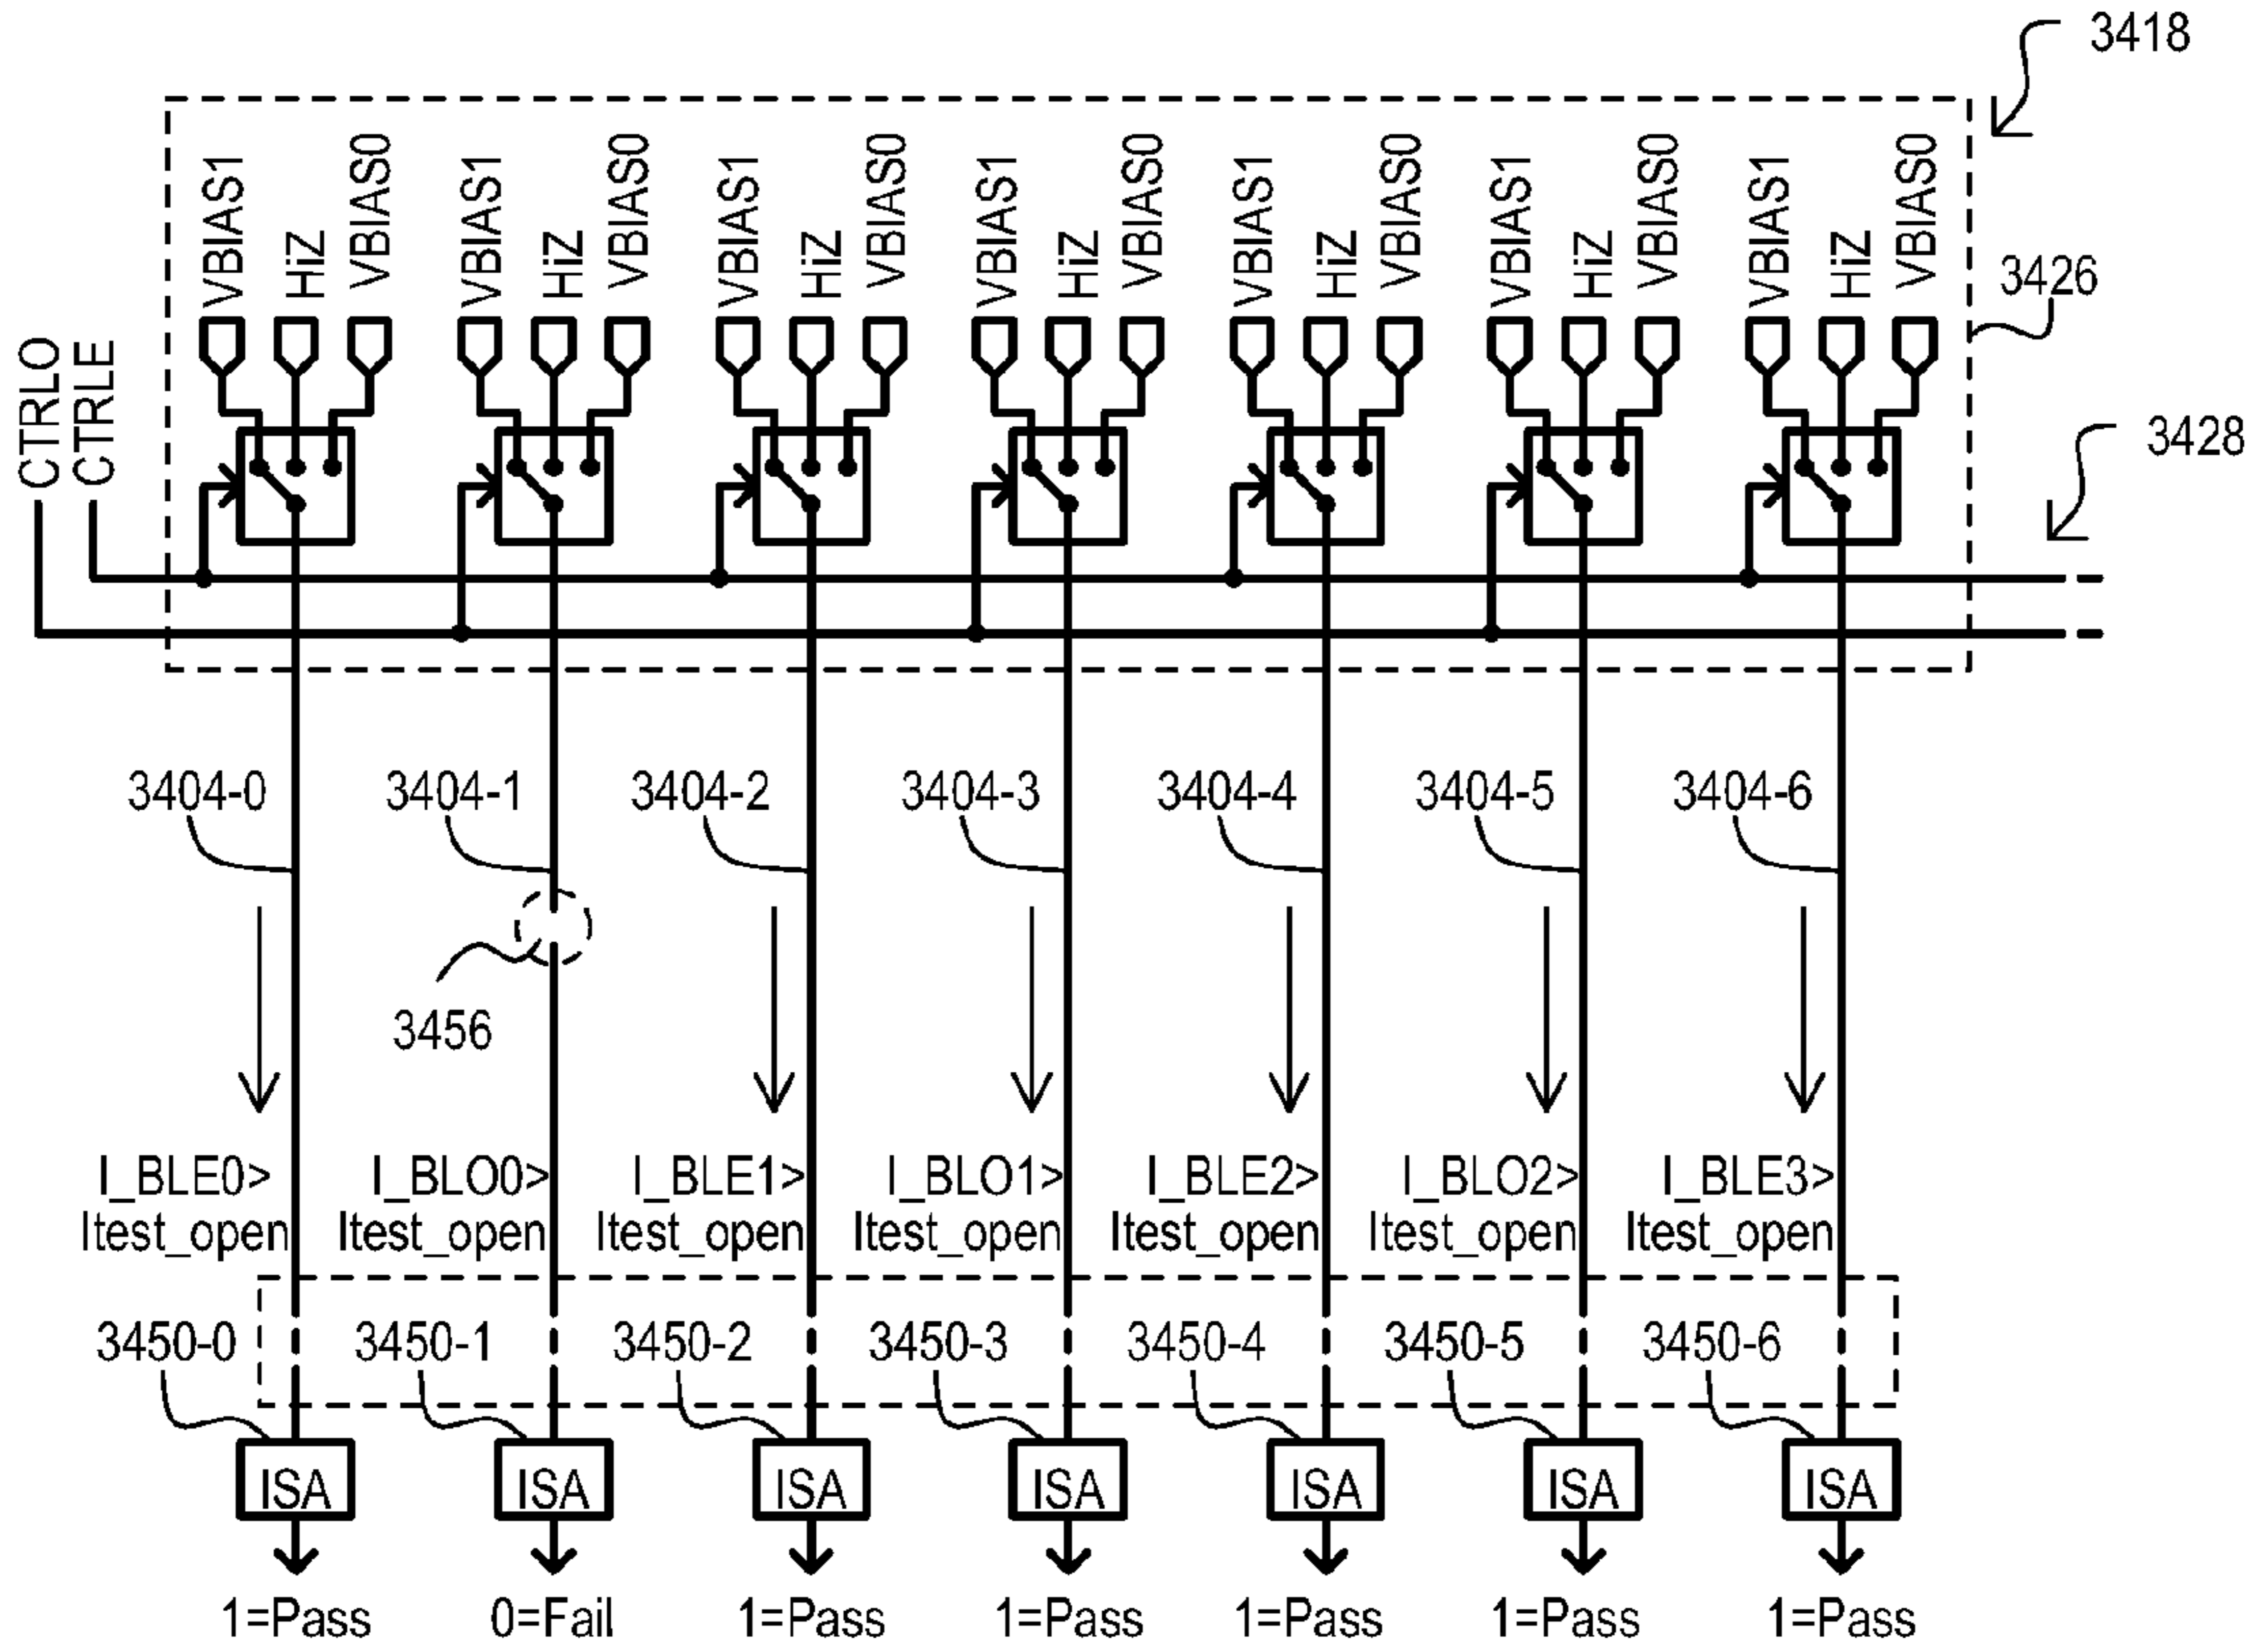 3418
VBIAS1 HiZ VBIAS0 VBIAS1 HiZ VBIAS0 VBIAS1 HiZ VBIAS0 VBIAS1 HiZ VBIAS0 VBIAS1 HiZ VBIAS0 VBIAS1 HiZ VBIAS0 VBIAS1 HiZ VBIAS0
3426
CTRLO
CTRLE
3428
3404-0 3404-1 3404-2 3404-3 3404-4 3404-5 3404-6
3456
I_BLE0> I_BLO0> I_BLE1> I_BLO1> I_BLE2> I_BLO2> I_BLE3>
Itest_open Itest_open Itest_open Itest_open Itest_open Itest_open Itest_open
3450-0 3450-1 3450-2 3450-3 3450-4 3450-5 3450-6
ISA ISA ISA ISA ISA ISA ISA
1=Pass 0=Fail 1=Pass 1=Pass 1=Pass 1=Pass 1=Pass